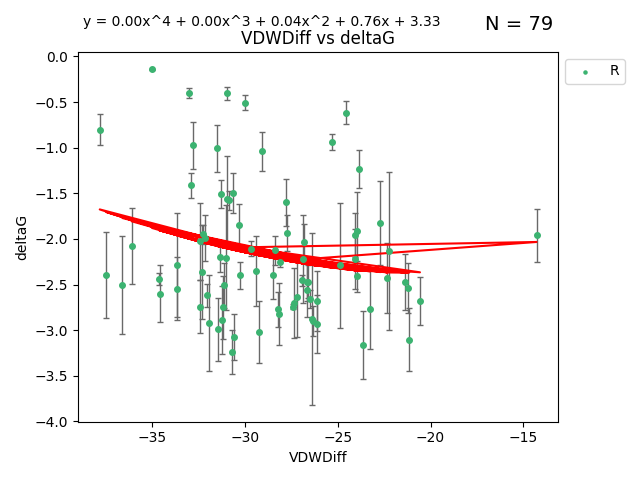 y = 0.00x^4 + 0.00x^3 + 0.04x^2 + 0.76x + 3.33
N = 79
VDWDiff vs deltaG
R
0.0
−0.5
−1.0
−1.5
−2.0
−2.5
−3.0
−3.5
−4.0
deltaG
−35
−30
−25
−20
−15
VDWDiff